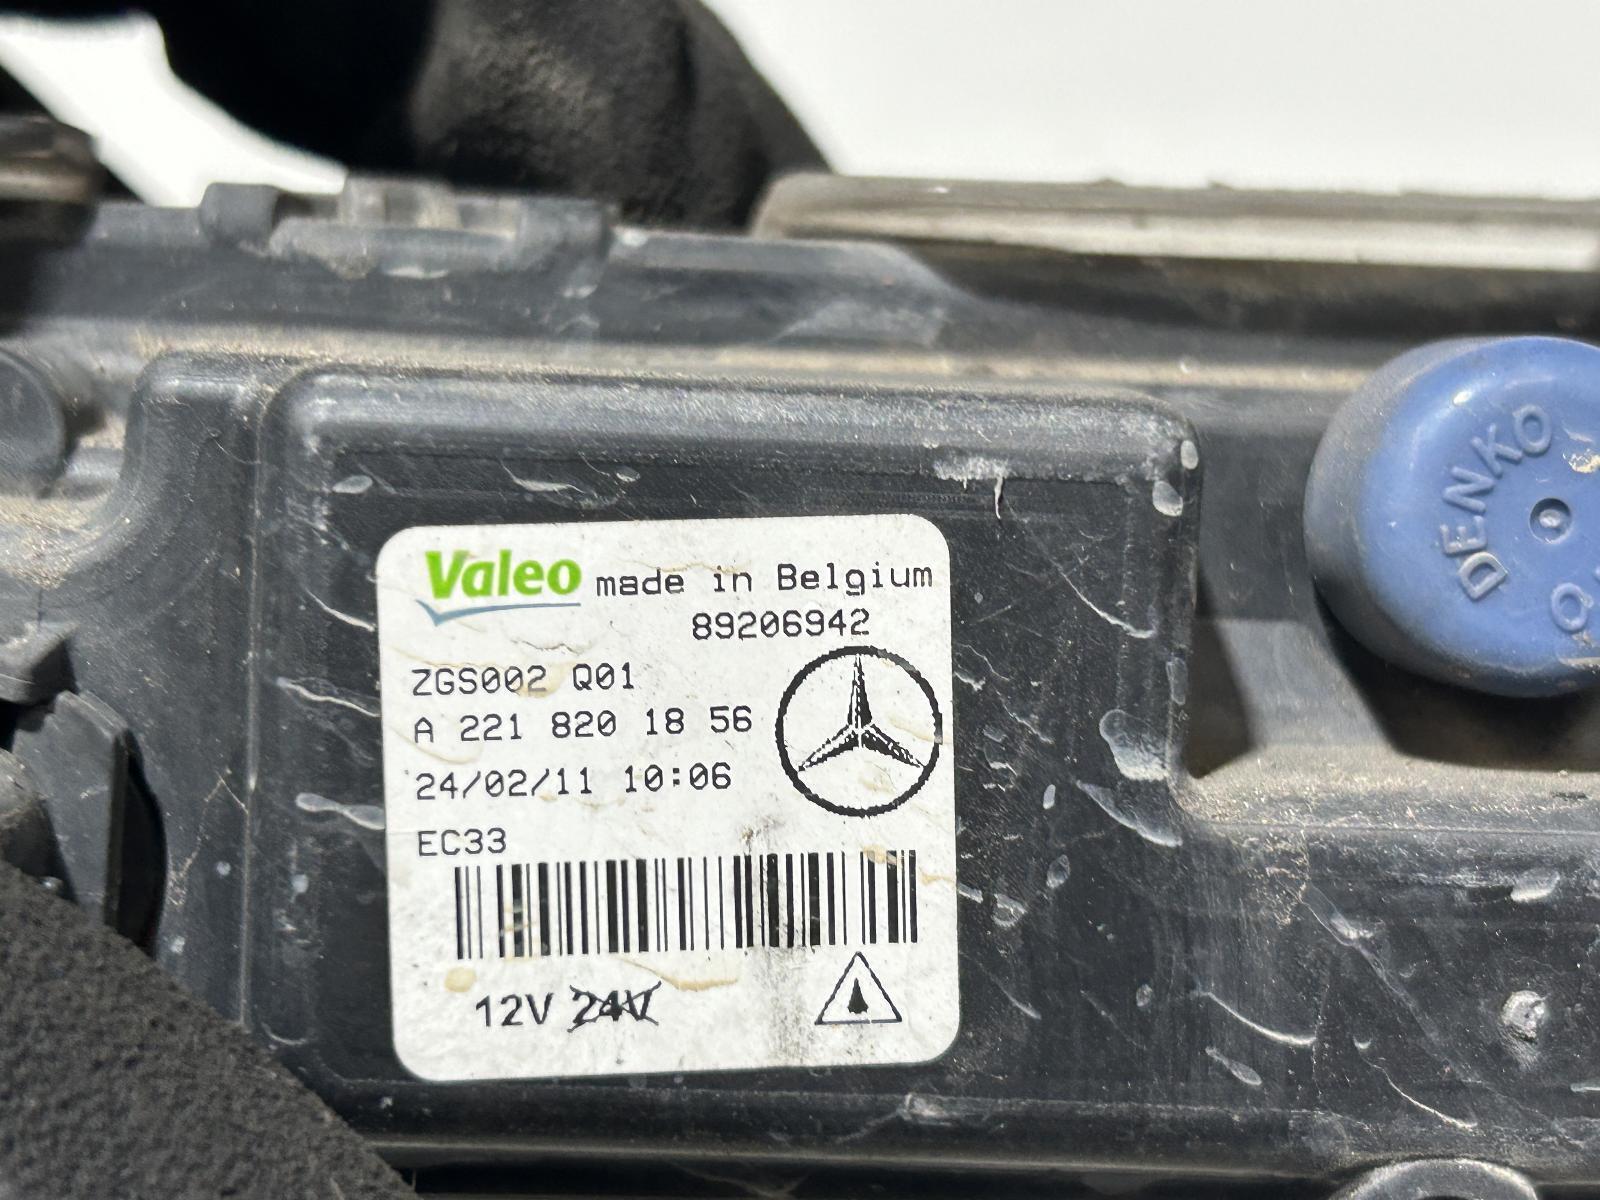 Valeo made in Belgium
89206942
ZGS002 Q01
A 221 820 18 56
24/02/11 10:06
EC33
12V 24V
DENKO